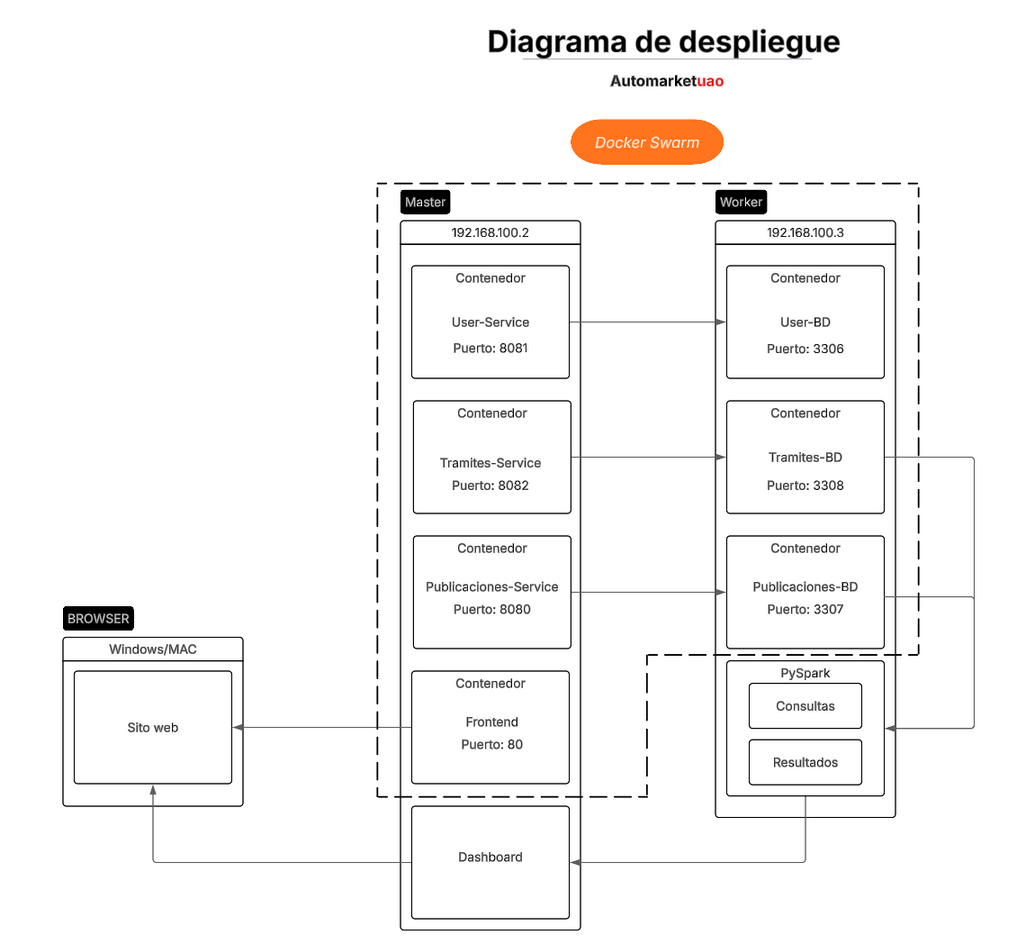 Diagrama de despliegue
Automarketuao
Docker Swarm
Master
192.168.100.2
Contenedor
User-Service
Puerto: 8081
Contenedor
Tramites-Service
Puerto: 8082
Contenedor
Publicaciones-Service
Puerto: 8080
Contenedor
Frontend
Puerto: 80
Dashboard
Worker
192.168.100.3
Contenedor
User-BD
Puerto: 3306
Contenedor
Tramites-BD
Puerto: 3308
Contenedor
Publicaciones-BD
Puerto: 3307
PySpark
Consultas
Resultados
BROWSER
Windows/MAC
Sito web